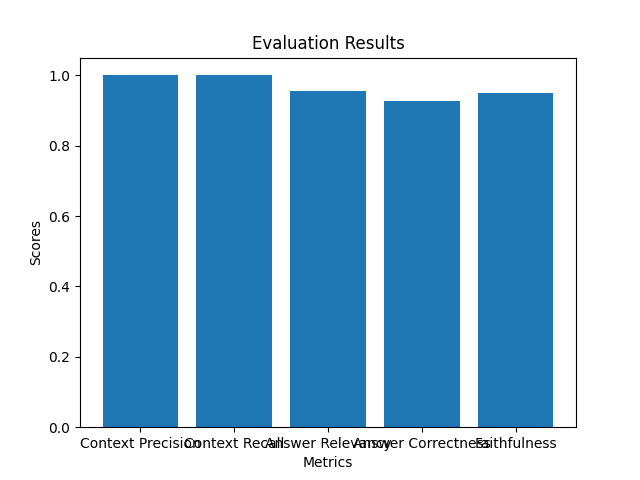 Evaluation Results
1.0
0.8
0.6
0.4
0.2
0.0
Scores
Context Precision Context Recall Answer Relevancy Answer Correctness Faithfulness
Metrics